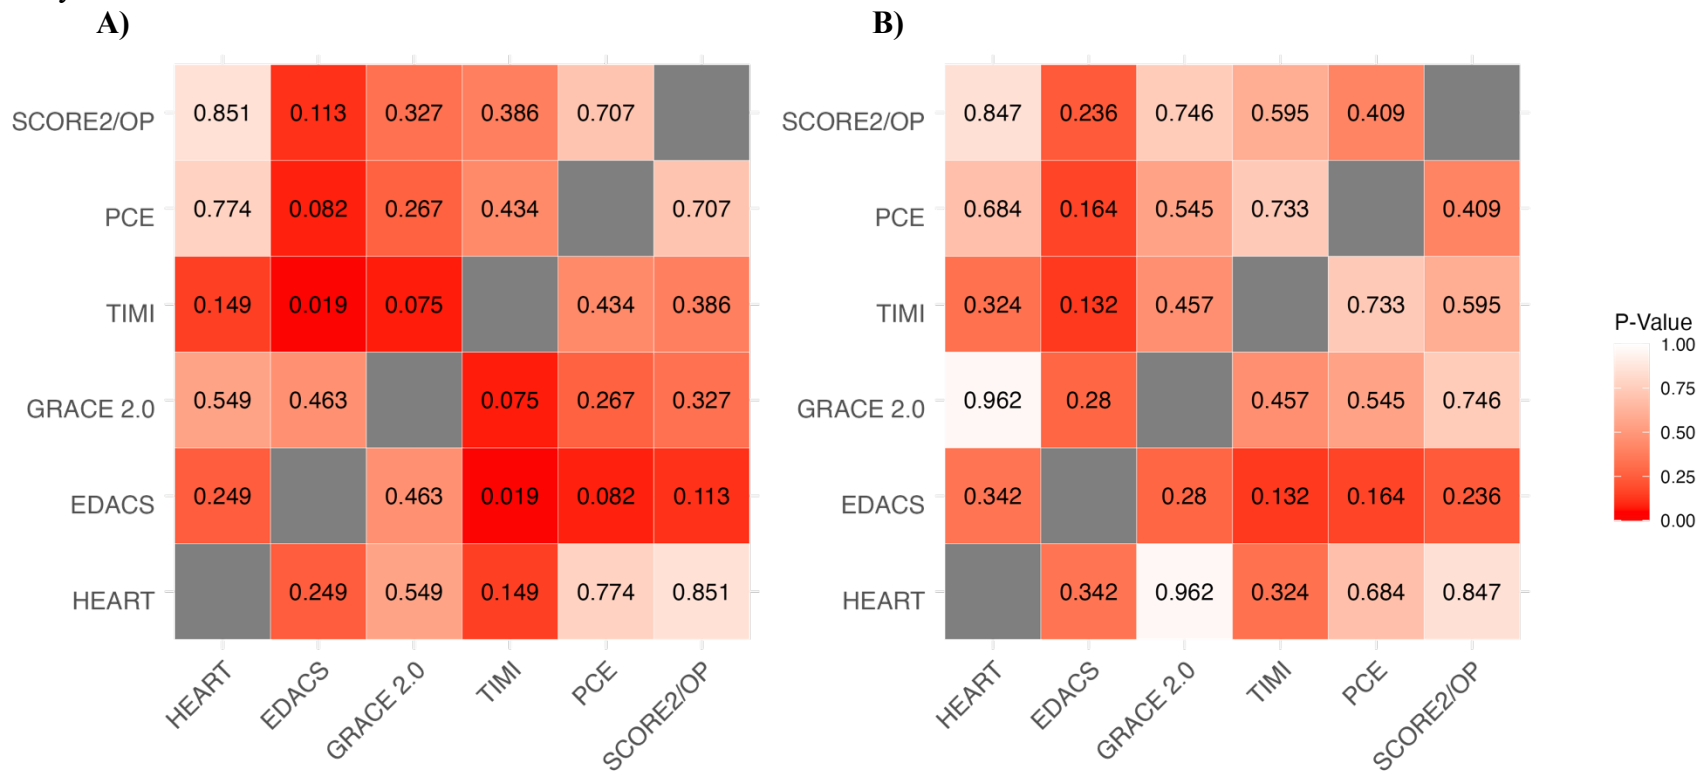 A)
B)
SCORE2/OP 0.851 0.113 0.327 0.386 0.707
PCE 0.774 0.082 0.267 0.434 0.707
TIMI 0.149 0.019 0.075 0.434 0.386
GRACE 2.0 0.549 0.463 0.075 0.267 0.327
EDACS 0.249 0.463 0.019 0.082 0.113
HEART 0.249 0.549 0.149 0.774 0.851
HEART EDACS GRACE 2.0 TIMI PCE SCORE2/OP
SCORE2/OP 0.847 0.236 0.746 0.595 0.409
PCE 0.684 0.164 0.545 0.733 0.409
TIMI 0.324 0.132 0.457 0.733 0.595
GRACE 2.0 0.962 0.28 0.457 0.545 0.746
EDACS 0.342 0.28 0.132 0.164 0.236
HEART 0.342 0.962 0.324 0.684 0.847
HEART EDACS GRACE 2.0 TIMI PCE SCORE2/OP
P-Value
1.00
0.75
0.50
0.25
0.00